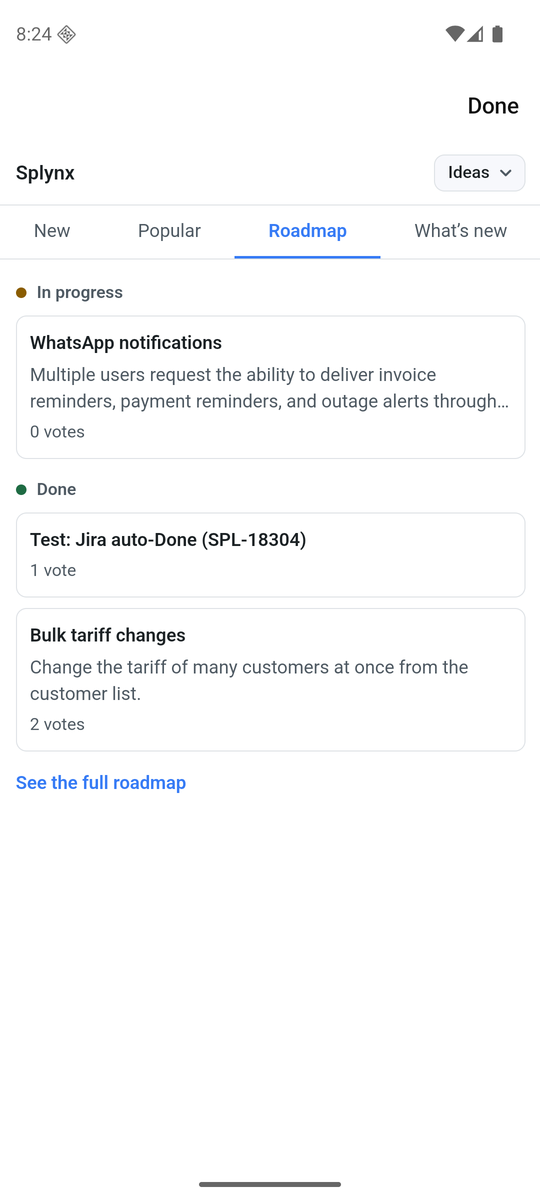 8:24
Done
Splynx
Ideas
New
Popular
Roadmap
What’s new
In progress
WhatsApp notifications
Multiple users request the ability to deliver invoice
reminders, payment reminders, and outage alerts through…
0 votes
Done
Test: Jira auto-Done (SPL-18304)
1 vote
Bulk tariff changes
Change the tariff of many customers at once from the
customer list.
2 votes
See the full roadmap